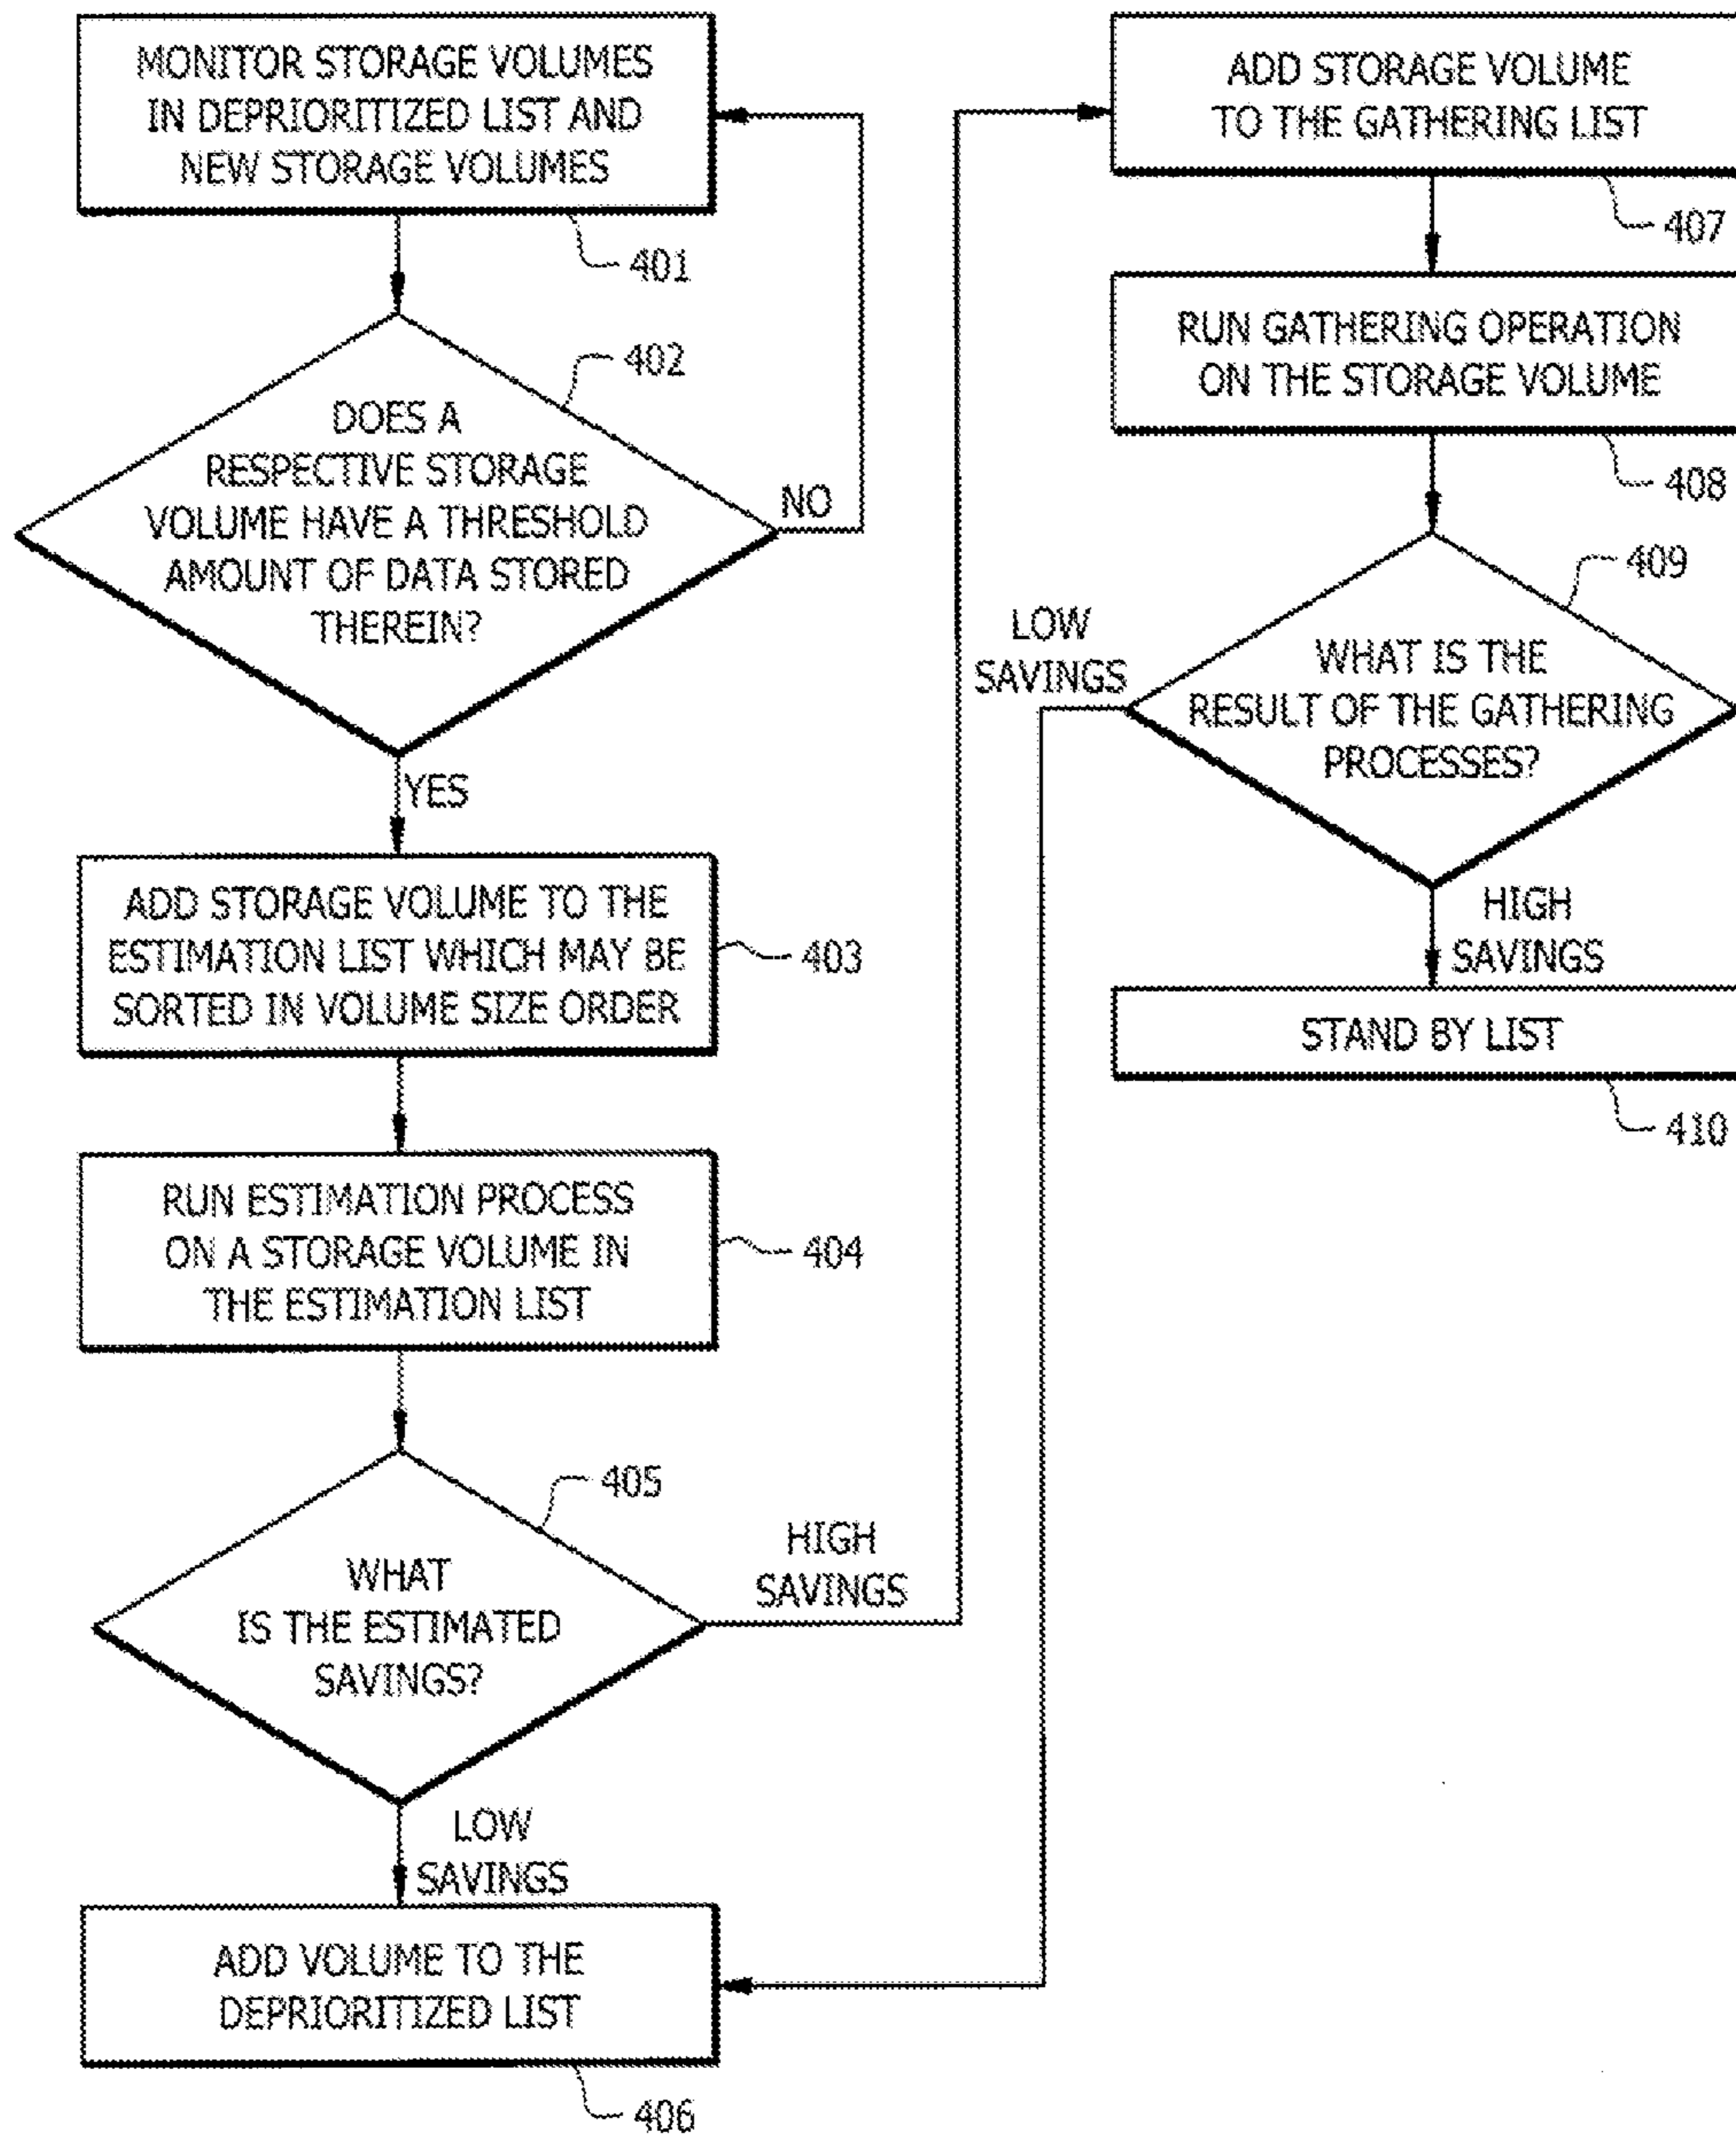 MONITOR STORAGE VOLUMES
IN DEPRIORITIZED LIST AND
NEW STORAGE VOLUMES
401
402
DOES A
RESPECTIVE STORAGE
VOLUME HAVE A THRESHOLD
AMOUNT OF DATA STORED
THEREIN?
NO
YES
ADD STORAGE VOLUME TO THE
ESTIMATION LIST WHICH MAY BE
SORTED IN VOLUME SIZE ORDER
403
RUN ESTIMATION PROCESS
ON A STORAGE VOLUME IN
THE ESTIMATION LIST
404
405
WHAT
IS THE ESTIMATED
SAVINGS?
HIGH
SAVINGS
LOW
SAVINGS
ADD VOLUME TO THE
DEPRIORITIZED LIST
406
ADD STORAGE VOLUME
TO THE GATHERING LIST
407
RUN GATHERING OPERATION
ON THE STORAGE VOLUME
408
409
LOW
SAVINGS
WHAT IS THE
RESULT OF THE GATHERING
PROCESSES?
HIGH
SAVINGS
STAND BY LIST
410